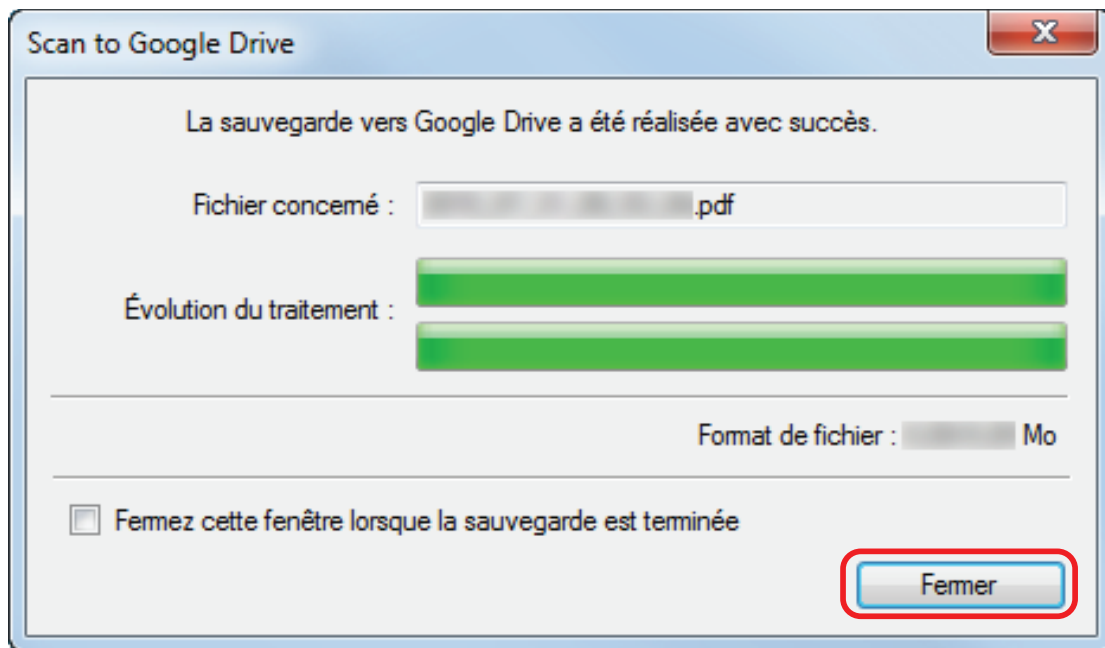 Scan to Google Drive
La sauvegarde vers Google Drive a été réalisée avec succès.
Fichier concerné : .pdf
Évolution du traitement :
Format de fichier : Mo
Fermez cette fenêtre lorsque la sauvegarde est terminée
Fermer